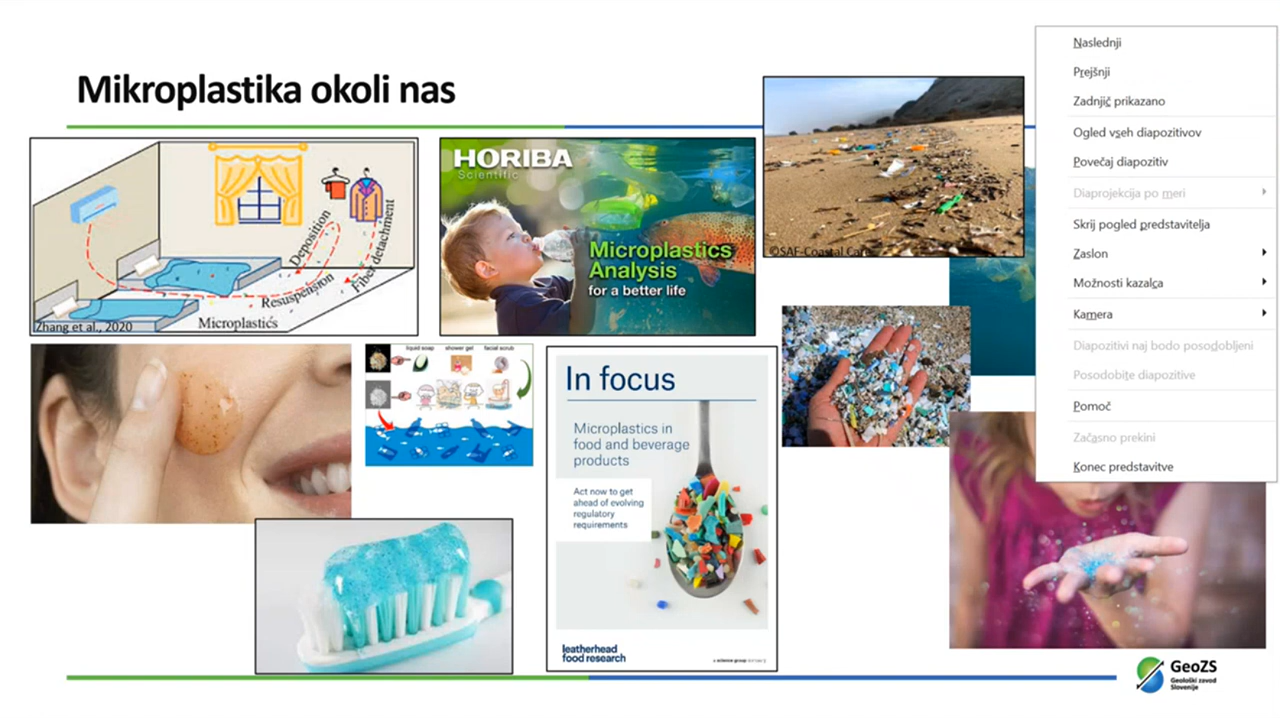 Mikroplastika okoli nas
Deposition
Fiber detachment
Resuspension
Microplastics
Zhang et al., 2020
HORIBA
Scientific
Microplastics
Analysis
for a better life
©SAF-Coastal Care
liquid soap shower gel facial scrub
In focus
Microplastics in
food and beverage
products
Act now to get
ahead of evolving
regulatory
requirements
leatherhead
food research
a science group company
Naslednji
Prejšnji
Zadnjič prikazano
Ogled vseh diapozitivov
Povečaj diapozitiv
Diaprojekcija po meri
Skrij pogled predstavitelja
Zaslon
Možnosti kazalca
Kamera
Diapozitivi naj bodo posodobljeni
Posodobite diapozitive
Pomoč
Začasno prekini
Konec predstavitve
GeoZS
Geološki zavod
Slovenije